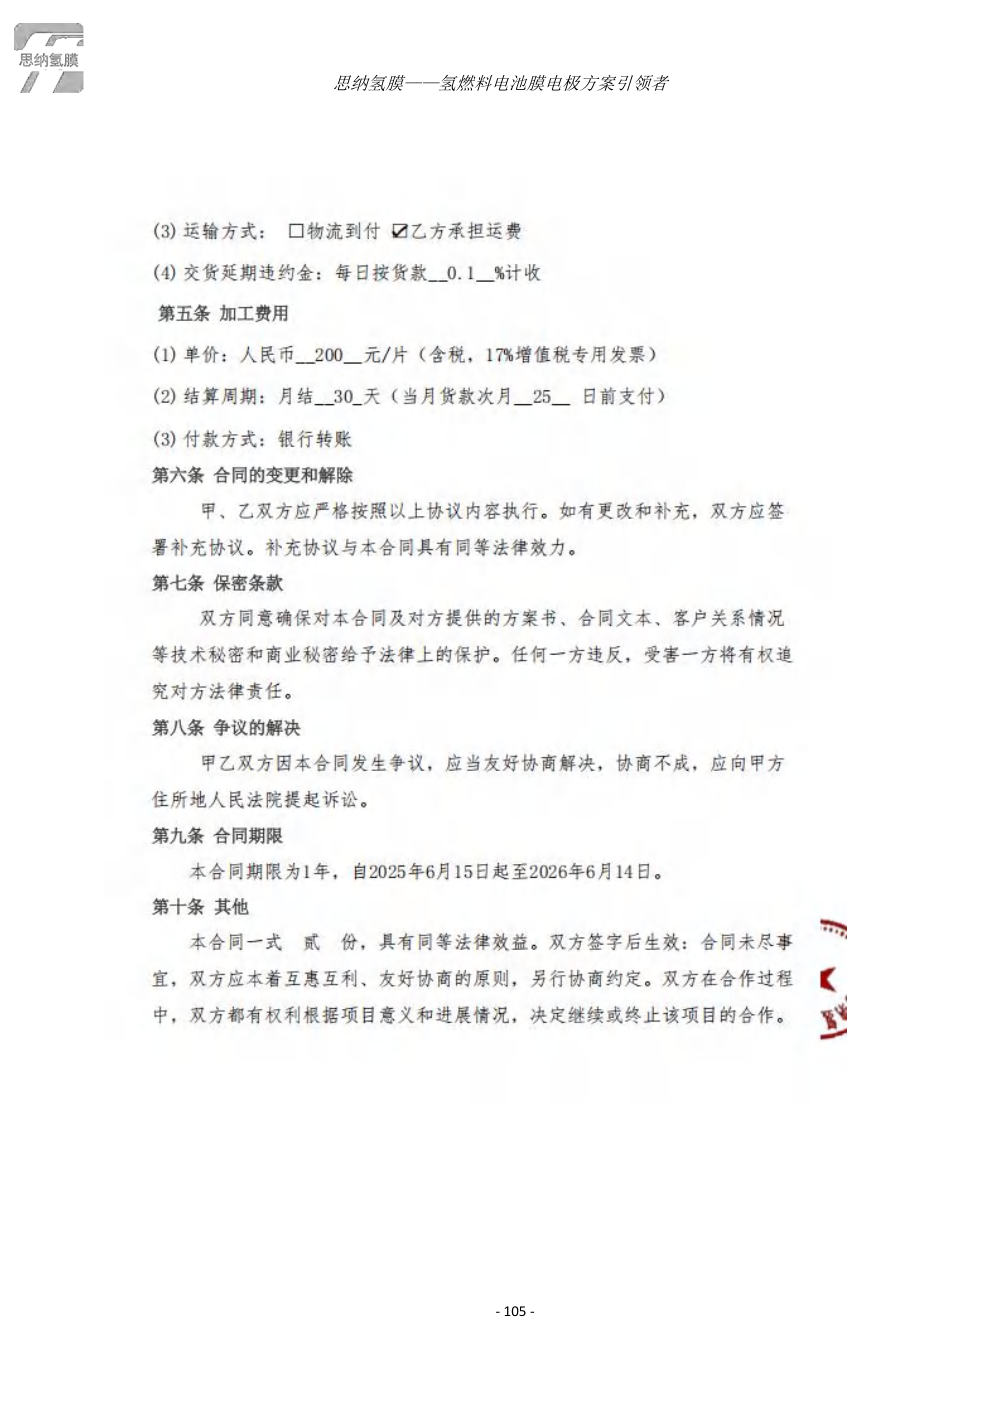 思纳氢膜
思纳氢膜——氢燃料电池膜电极方案引领者
(3) 运输方式： □物流到付 ☑乙方承担运费
(4) 交货延期违约金：每日按货款__0.1__%计收
第五条 加工费用
(1) 单价：人民币__200__元/片（含税，17%增值税专用发票）
(2) 结算周期：月结__30_天（当月货款次月__25__ 日前支付）
(3) 付款方式：银行转账
第六条 合同的变更和解除
甲、乙双方应严格按照以上协议内容执行。如有更改和补充，双方应签
署补充协议。补充协议与本合同具有同等法律效力。
第七条 保密条款
双方同意确保对本合同及对方提供的方案书、合同文本、客户关系情况
等技术秘密和商业秘密给予法律上的保护。任何一方违反，受害一方将有权追
究对方法律责任。
第八条 争议的解决
甲乙双方因本合同发生争议，应当友好协商解决，协商不成，应向甲方
住所地人民法院提起诉讼。
第九条 合同期限
本合同期限为1年，自2025年6月15日起至2026年6月14日。
第十条 其他
本合同一式 贰 份，具有同等法律效益。双方签字后生效：合同未尽事
宜，双方应本着互惠互利、友好协商的原则，另行协商约定。双方在合作过程
中，双方都有权利根据项目意义和进展情况，决定继续或终止该项目的合作。
- 105 -